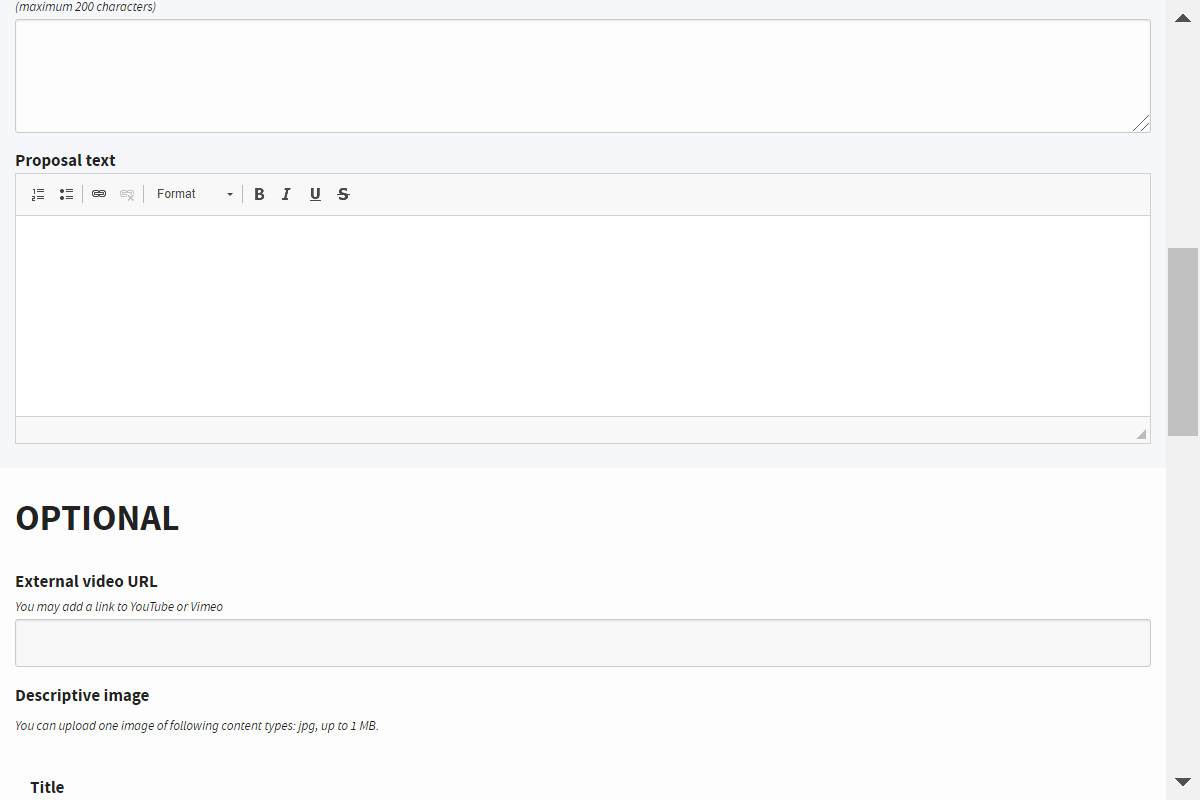 (maximum 200 characters)
Proposal text
Format B I U S
OPTIONAL
External video URL
You may add a link to YouTube or Vimeo
Descriptive image
You can upload one image of following content types: jpg, up to 1 MB.
Title